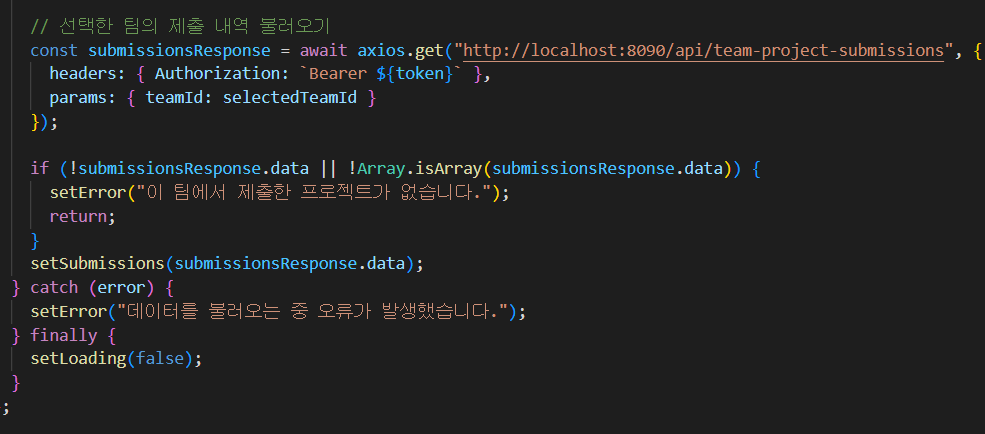 // 선택한 팀의 제출 내역 불러오기
const submissionsResponse = await axios.get("http://localhost:8090/api/team-project-submissions", {
headers: { Authorization: `Bearer ${token}` },
params: { teamId: selectedTeamId }
});
if (!submissionsResponse.data || !Array.isArray(submissionsResponse.data)) {
setError("이 팀에서 제출한 프로젝트가 없습니다.");
return;
}
setSubmissions(submissionsResponse.data);
} catch (error) {
setError("데이터를 불러오는 중 오류가 발생했습니다.");
} finally {
setLoading(false);
}
;